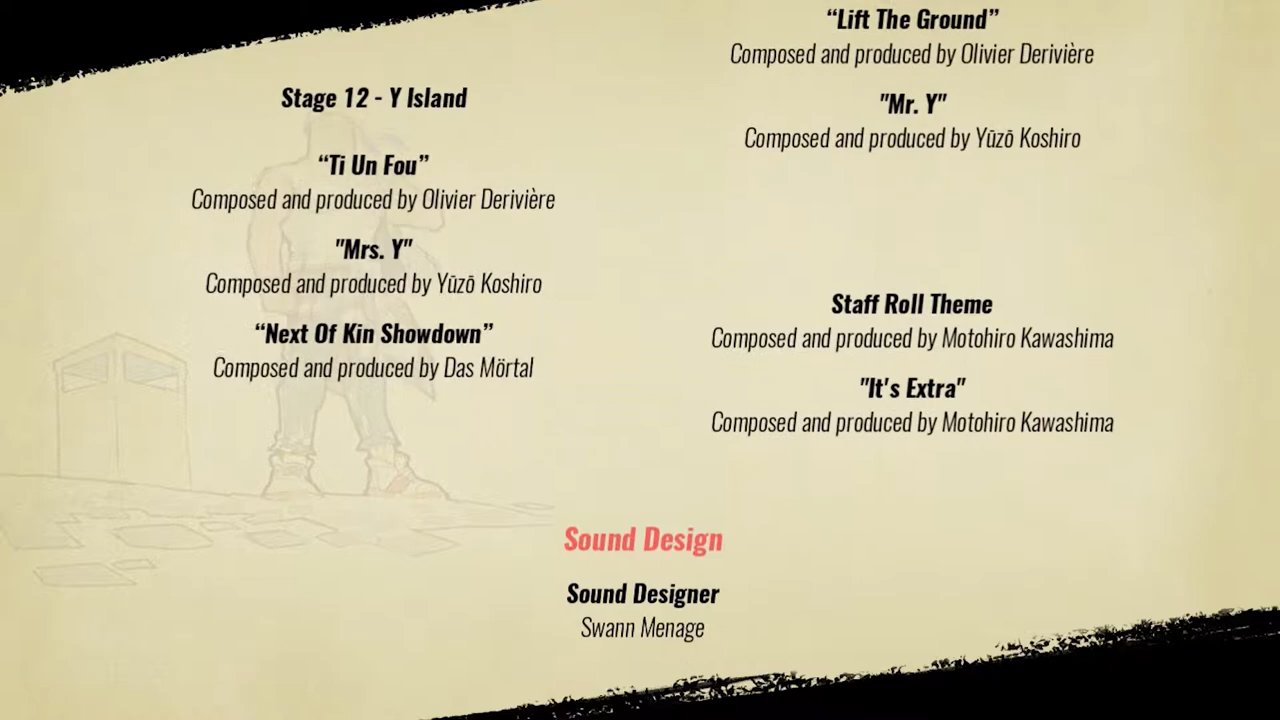 “Lift The Ground”
Composed and produced by Olivier Derivière
"Mr. Y"
Composed and produced by Yūzō Koshiro
Stage 12 - Y Island
“Ti Un Fou”
Composed and produced by Olivier Derivière
"Mrs. Y"
Composed and produced by Yūzō Koshiro
“Next Of Kin Showdown”
Composed and produced by Das Mörtal
Staff Roll Theme
Composed and produced by Motohiro Kawashima
"It's Extra"
Composed and produced by Motohiro Kawashima
Sound Design
Sound Designer
Swann Menage